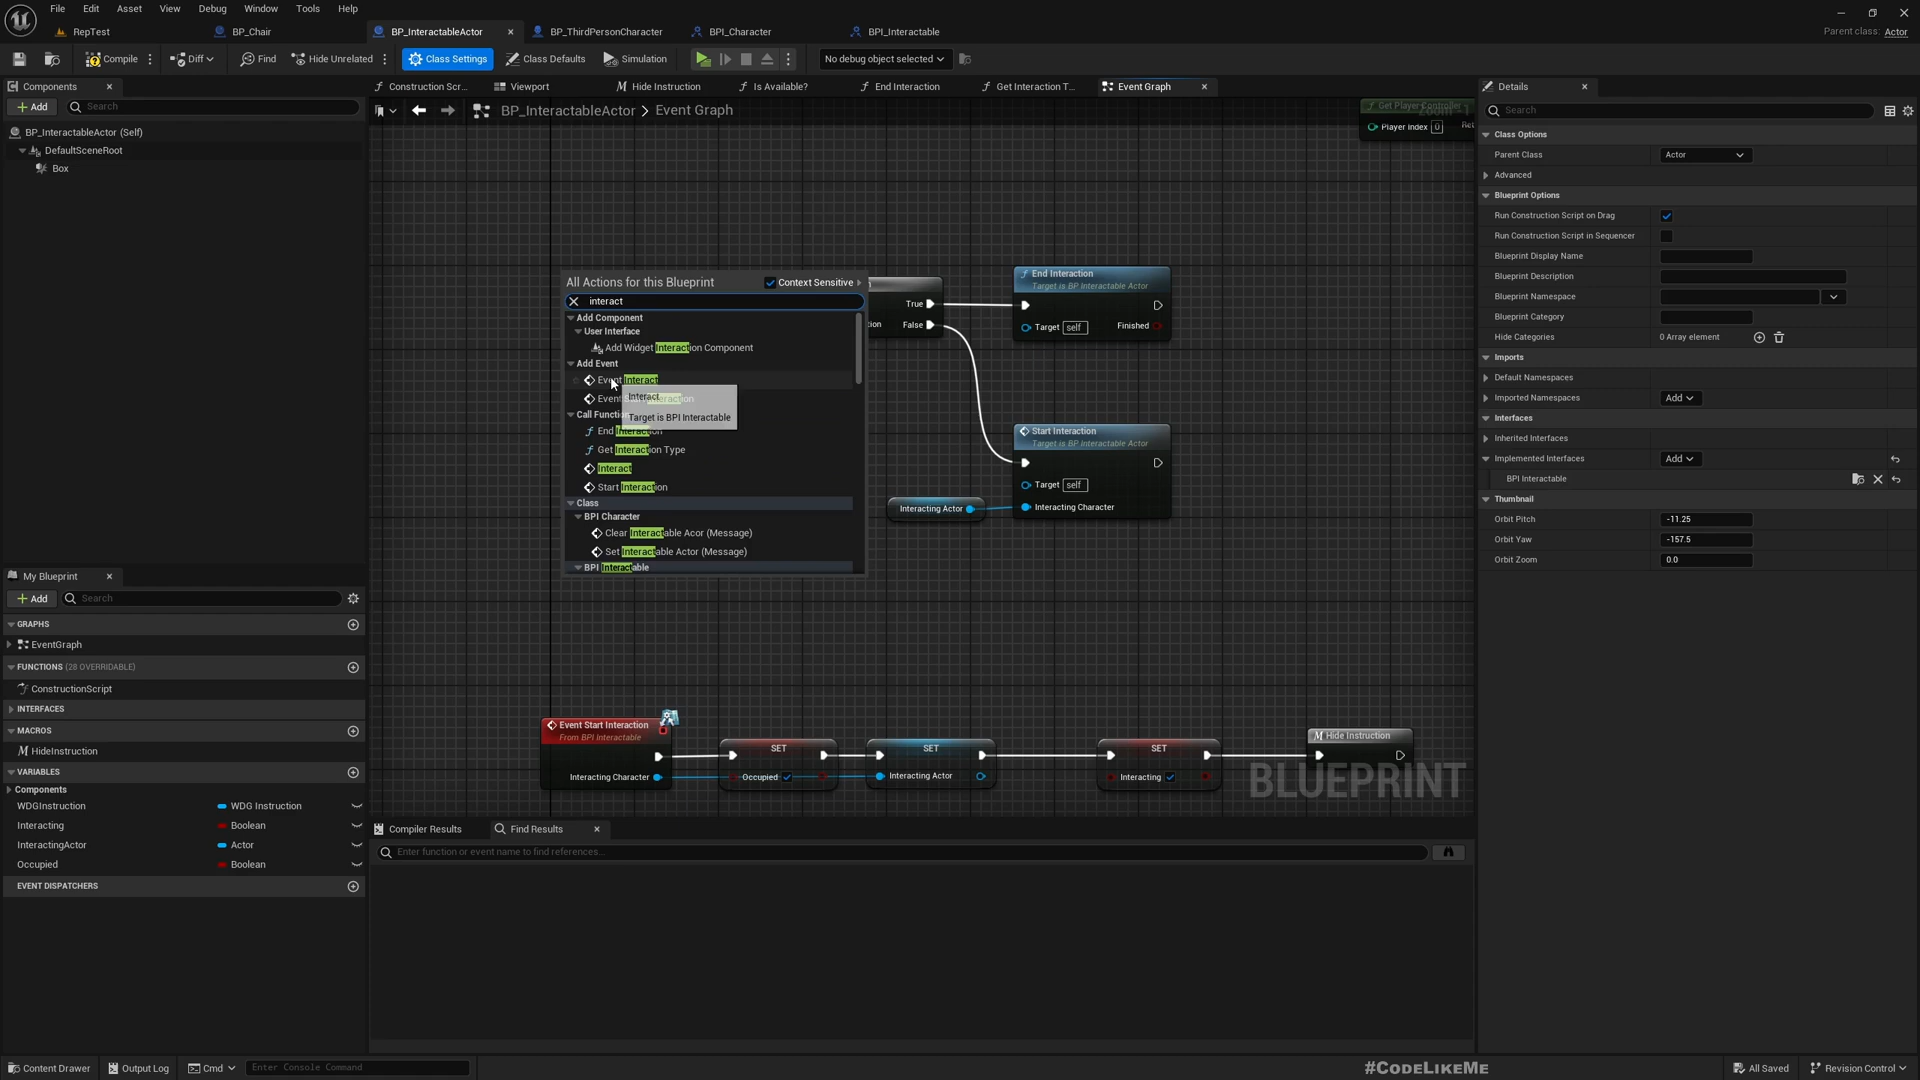 File Edit Asset View Debug Window Tools Help
RepTest BP_Chair BP_InteractableActor BP_ThirdPersonCharacter BPI_Character BPI_Interactable
Parent class: Actor
Compile Diff Find Hide Unrelated Class Settings Class Defaults Simulation No debug object selected
Components
Add Search
BP_InteractableActor (Self)
DefaultSceneRoot
Box
Construction Scr... Viewport Hide Instruction Is Available? End Interaction Get Interaction T... Event Graph
BP_InteractableActor > Event Graph
Get Player Controller
Player Index 0
All Actions for this Blueprint Context Sensitive
interact
Add Component
User Interface
Add Widget Interaction Component
Add Event
Event Interact
Interact
Target is BPI Interactable
Call Function
End Interaction
Get Interaction Type
Interact
Start Interaction
Class
BPI Character
Clear Interactable Acor (Message)
Set Interactable Actor (Message)
BPI Interactable
True
False
End Interaction
Target is BP Interactable Actor
Target self Finished
Start Interaction
Target is BP Interactable Actor
Target self
Interacting Character
Interacting Actor
Event Start Interaction
From BPI Interactable
Interacting Character
SET
Occupied
SET
Interacting Actor
SET
Interacting
Hide Instruction
BLUEPRINT
My Blueprint
Add Search
GRAPHS
EventGraph
FUNCTIONS (28 OVERRIDABLE)
ConstructionScript
INTERFACES
MACROS
HideInstruction
VARIABLES
Components
WDGInstruction WDG Instruction
Interacting Boolean
InteractingActor Actor
Occupied Boolean
EVENT DISPATCHERS
Compiler Results Find Results
Enter function or event name to find references...
Details
Search
Class Options
Parent Class Actor
Advanced
Blueprint Options
Run Construction Script on Drag
Run Construction Script in Sequencer
Blueprint Display Name
Blueprint Description
Blueprint Namespace
Blueprint Category
Hide Categories 0 Array element
Imports
Default Namespaces
Imported Namespaces Add
Interfaces
Inherited Interfaces
Implemented Interfaces Add
BPI Interactable
Thumbnail
Orbit Pitch -11.25
Orbit Yaw -157.5
Orbit Zoom 0.0
Content Drawer Output Log Cmd Enter Console Command
#CODELIKEME
All Saved Revision Control